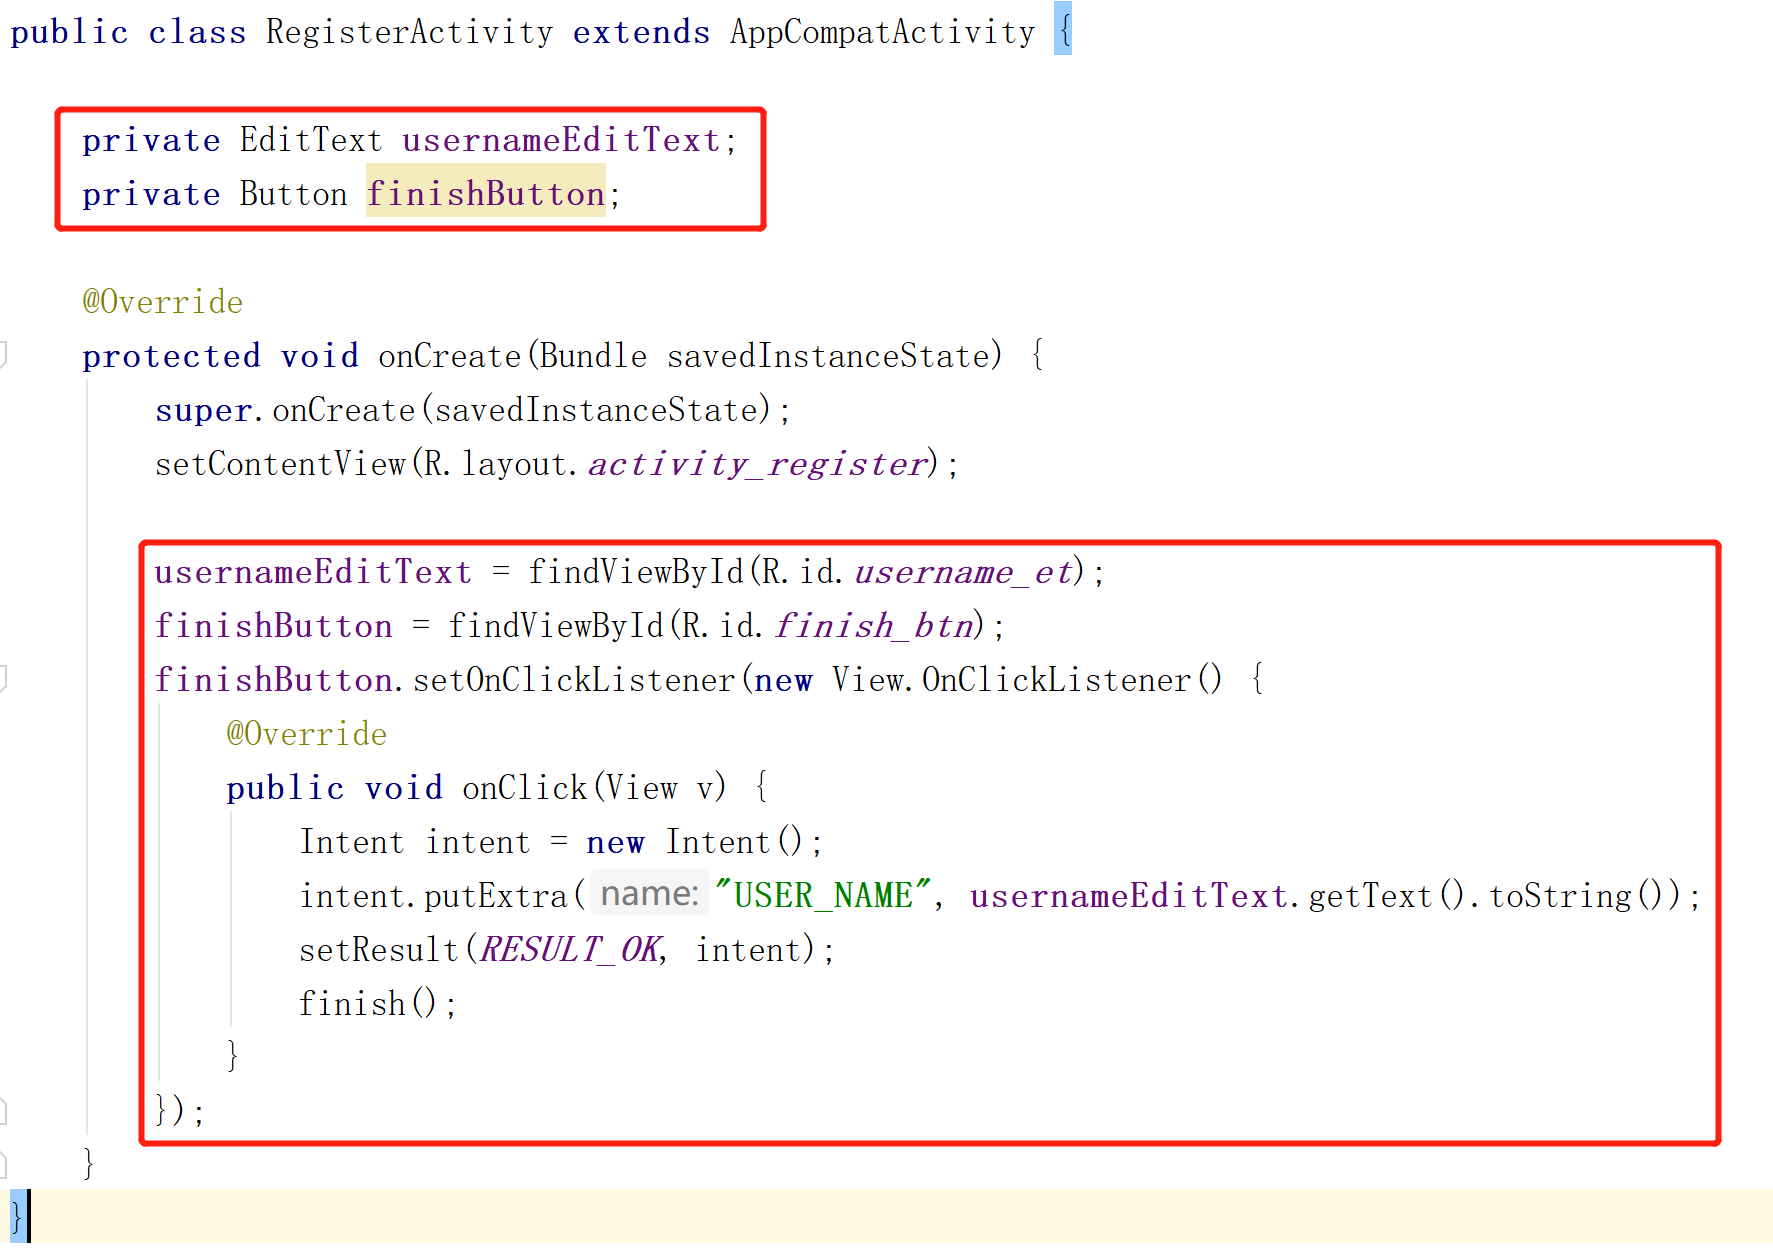 public class RegisterActivity extends AppCompatActivity {
private EditText usernameEditText;
private Button finishButton;
@Override
protected void onCreate(Bundle savedInstanceState) {
super.onCreate(savedInstanceState);
setContentView(R.layout.activity_register);
usernameEditText = findViewById(R.id.username_et);
finishButton = findViewById(R.id.finish_btn);
finishButton.setOnClickListener(new View.OnClickListener() {
@Override
public void onClick(View v) {
Intent intent = new Intent();
intent.putExtra( name: "USER_NAME", usernameEditText.getText().toString());
setResult(RESULT_OK, intent);
finish();
}
});
}
}